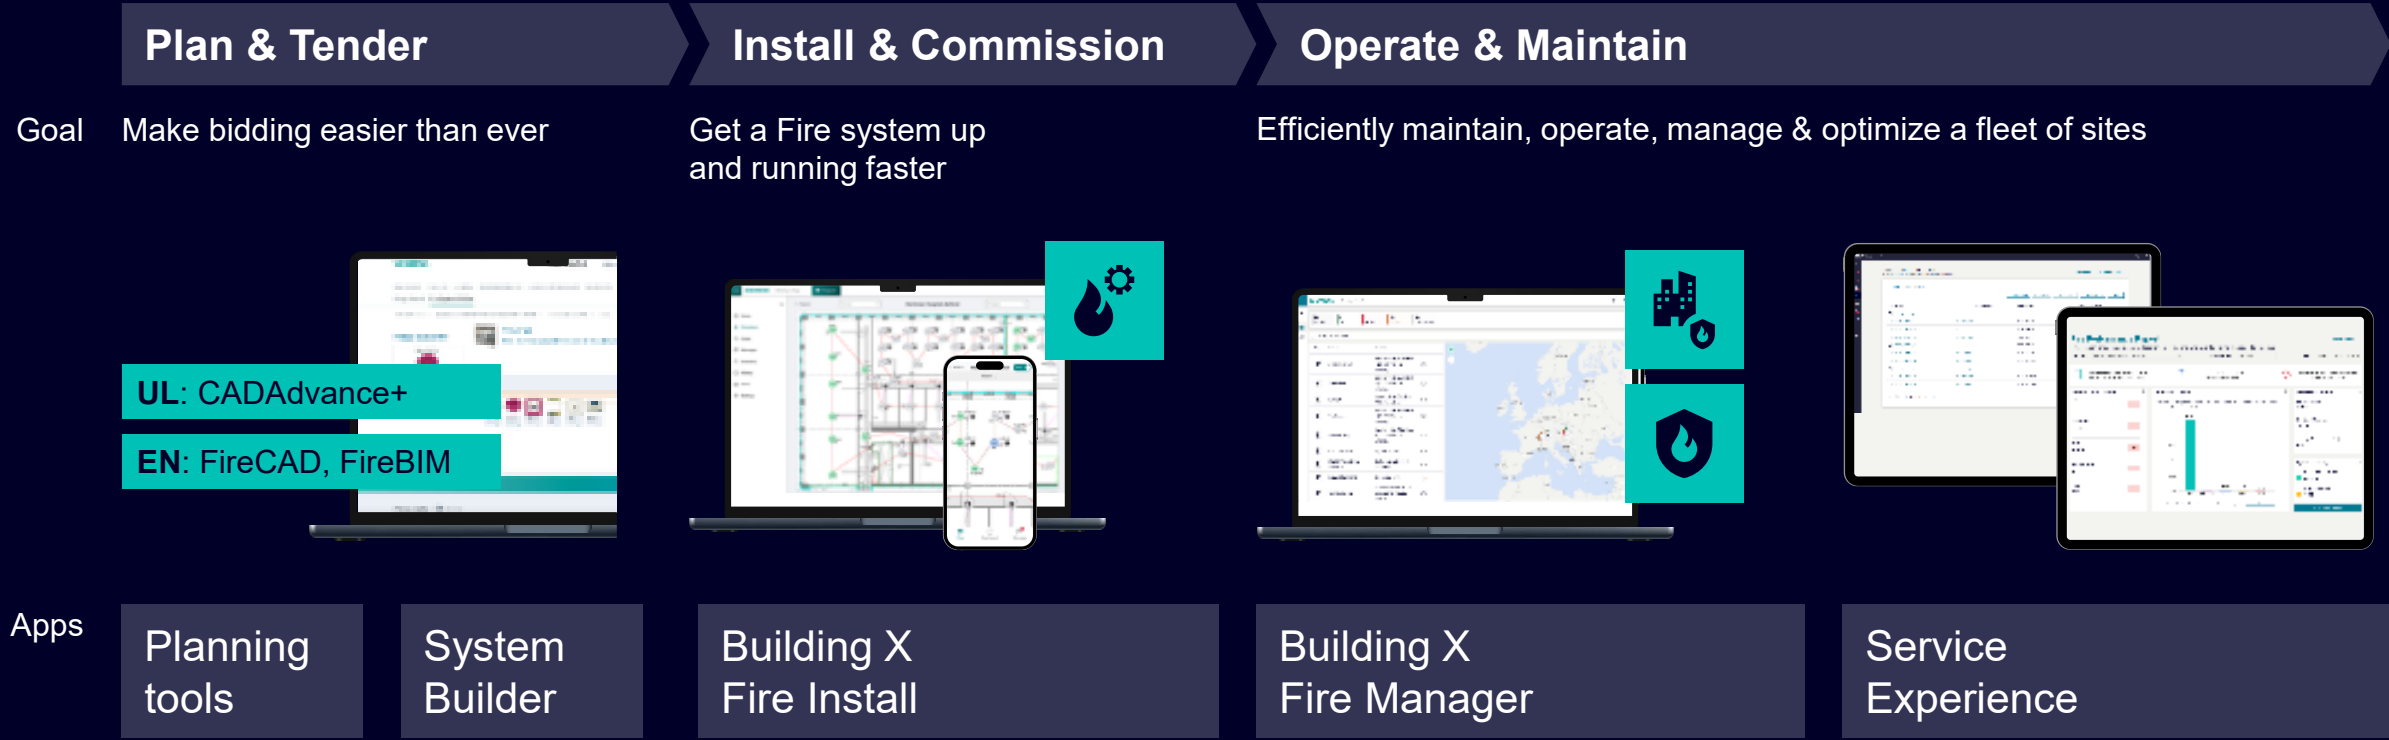 Plan & Tender
Install & Commission
Operate & Maintain
Goal
Make bidding easier than ever
Get a Fire system up
and running faster
Efficiently maintain, operate, manage & optimize a fleet of sites
UL: CADAdvance+
EN: FireCAD, FireBIM
Apps
Planning
tools
System
Builder
Building X
Fire Install
Building X
Fire Manager
Service
Experience